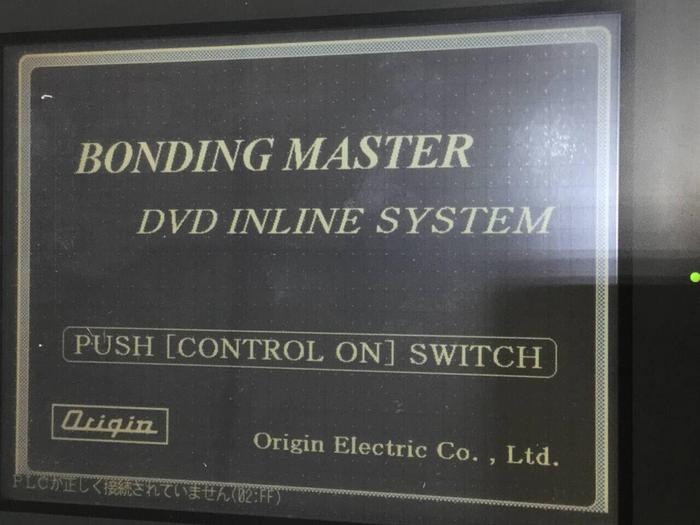 BONDING MASTER
DVD INLINE SYSTEM
PUSH [CONTROL ON] SWITCH
Origin
Origin Electric Co. , Ltd.
PLCが正しく接続されていません(02:FF)